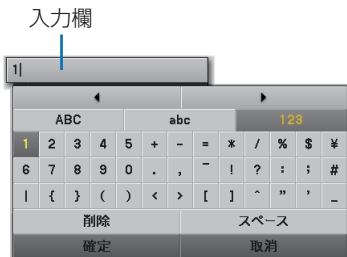 入力欄
1|
◀ ▶
ABC abc 123
1 2 3 4 5 + - = * / % $ ¥
6 7 8 9 0 . , ‾ ! ? : ; #
| { } ( ) < > [ ] ^ " ' _
削除 スペース
確定 取消